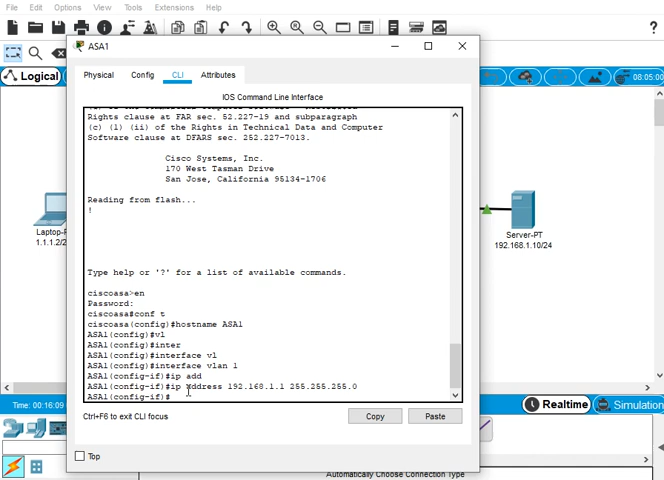 File Edit Options View Tools Extensions Help
?
Logical
08:05:00
ASA1
Physical Config CLI Attributes
IOS Command Line Interface
Rights clause at FAR sec. 52.227-19 and subparagraph
(c) (1) (ii) of the Rights in Technical Data and Computer
Software clause at DFARS sec. 252.227-7013.
Cisco Systems, Inc.
170 West Tasman Drive
San Jose, California 95134-1706
Reading from flash...
!
Type help or '?' for a list of available commands.
ciscoasa>en
Password:
ciscoasa#conf t
ciscoasa(config)#hostname ASA1
ASA1(config)#vl
ASA1(config)#inter
ASA1(config)#interface vl
ASA1(config)#interface vlan 1
ASA1(config-if)#ip add
ASA1(config-if)#ip address 192.168.1.1 255.255.255.0
ASA1(config-if)#
Ctrl+F6 to exit CLI focus
Copy Paste
Top
Laptop-
1.1.1.2/2
Server-PT
192.168.1.10/24
Time: 00:16:09
Realtime
Simulation
Automatically Choose Connection Type